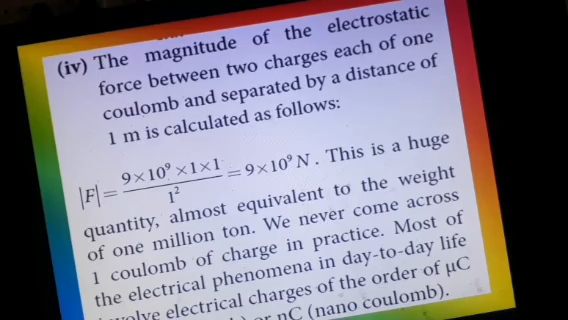 (iv) The magnitude of the electrostatic
force between two charges each of one
coulomb and separated by a distance of
1 m is calculated as follows:
|F| = 9×10⁹ ×1×1 / 1² = 9×10⁹ N . This is a huge
quantity, almost equivalent to the weight
of one million ton. We never come across
1 coulomb of charge in practice. Most of
the electrical phenomena in day-to-day life
electrical charges of the order of μC
or nC (nano coulomb).